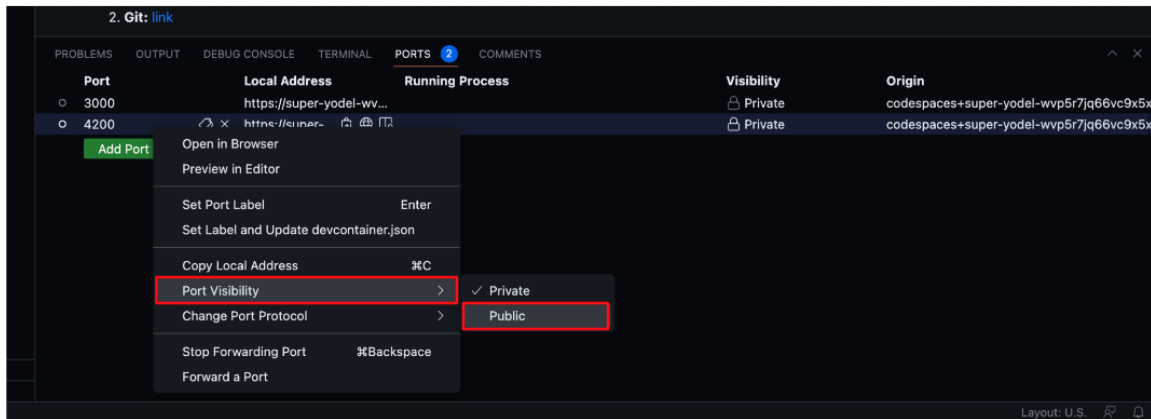 2. Git: link
PROBLEMS OUTPUT DEBUG CONSOLE TERMINAL PORTS 2 COMMENTS
Port Local Address Running Process Visibility Origin
3000 https://super-yodel-wv... Private codespaces+super-yodel-wvp5r7jq66vc9x5x
4200 https://super- Private codespaces+super-yodel-wvp5r7jq66vc9x5x
Add Port
Open in Browser
Preview in Editor
Set Port Label Enter
Set Label and Update devcontainer.json
Copy Local Address ⌘C
Port Visibility
Private
Change Port Protocol
Public
Stop Forwarding Port ⌘Backspace
Forward a Port
Layout: U.S.